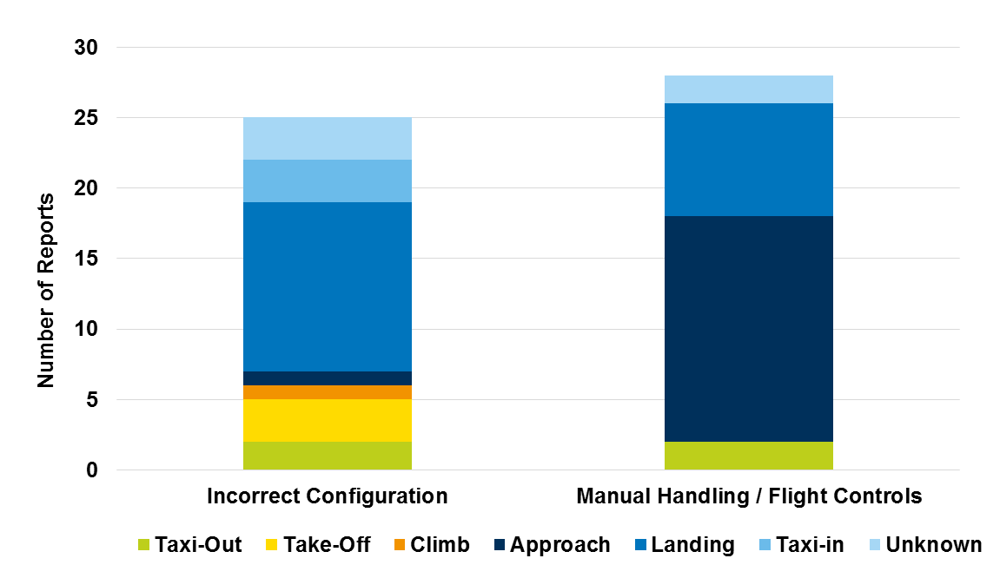 30
25
20
15
10
5
0
Number of Reports
Incorrect Configuration Manual Handling / Flight Controls
Taxi-Out Take-Off Climb Approach Landing Taxi-in Unknown